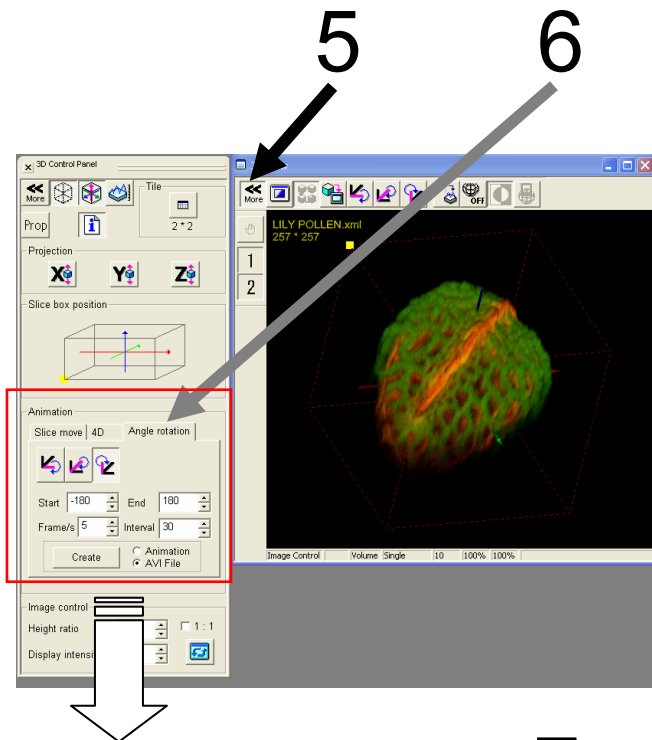 5 6
3D Control Panel
More
Tile
2 * 2
Prop
Projection
X Y Z
Slice box position
Animation
Slice move 4D Angle rotation
Start -180 End 180
Frame/s 5 Interval 30
Create
Animation
AVI File
Image control
Height ratio 1 : 1
Display
More
OFF
LILY POLLEN.xml
257 * 257
1
2
Image Control Volume Single 10 100% 100%